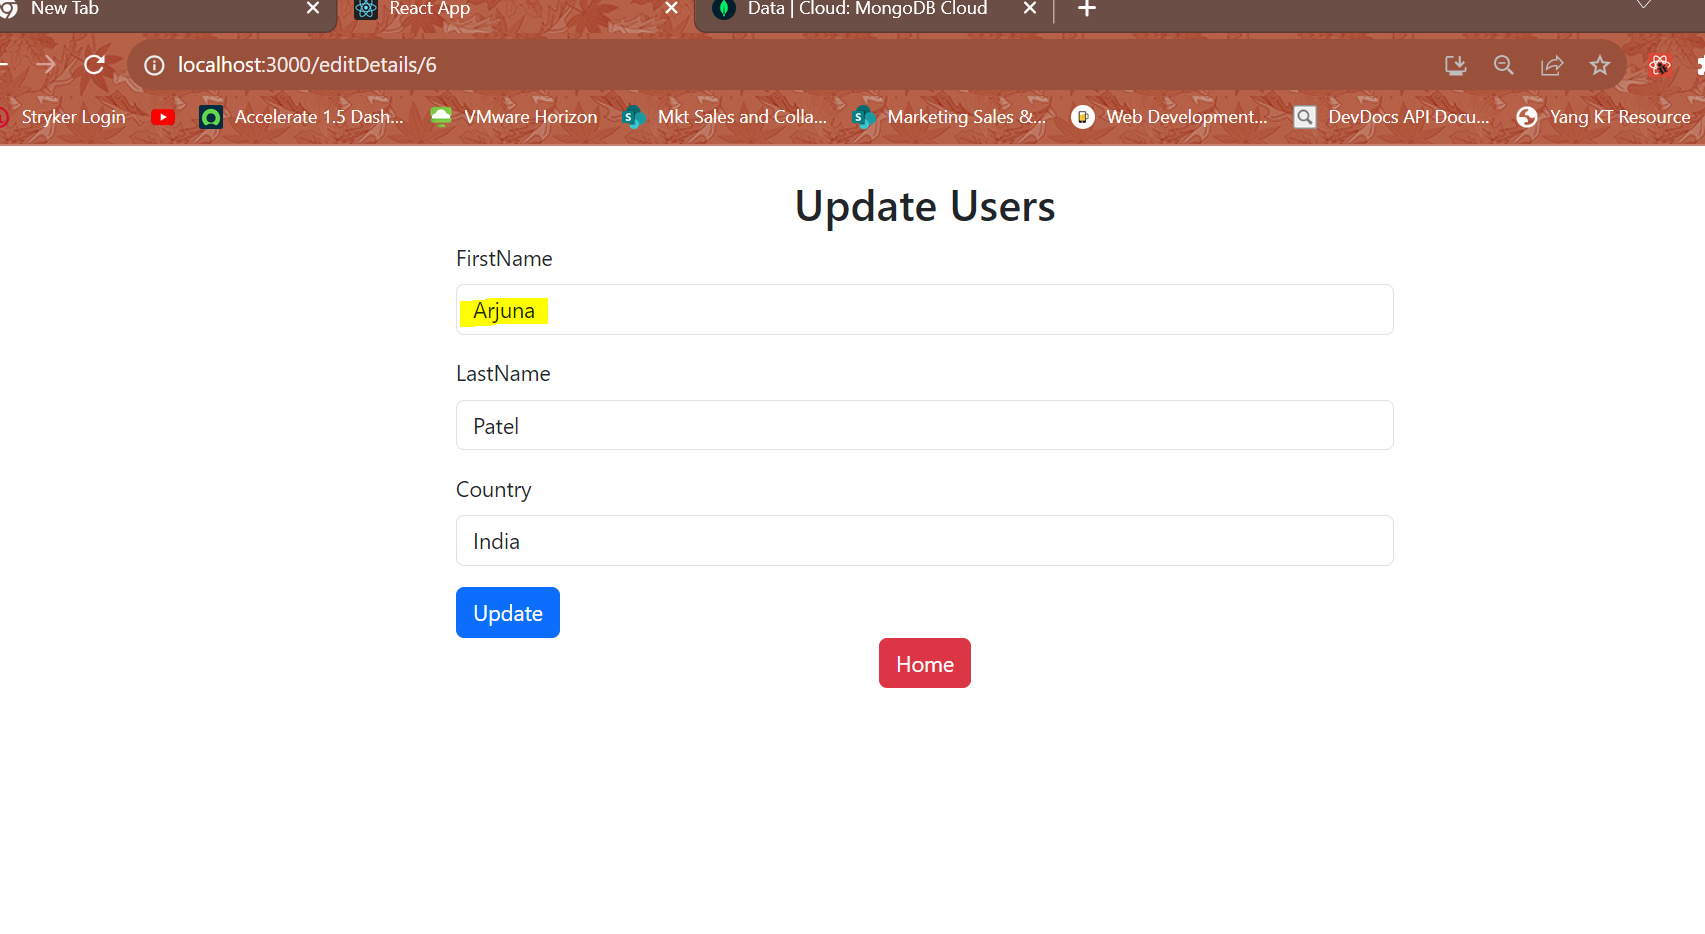 New Tab
React App
Data | Cloud: MongoDB Cloud
localhost:3000/editDetails/6
Stryker Login
Accelerate 1.5 Dash...
VMware Horizon
Mkt Sales and Colla...
Marketing Sales &...
Web Development...
DevDocs API Docu...
Yang KT Resource
Update Users
FirstName
Arjuna
LastName
Patel
Country
India
Update
Home